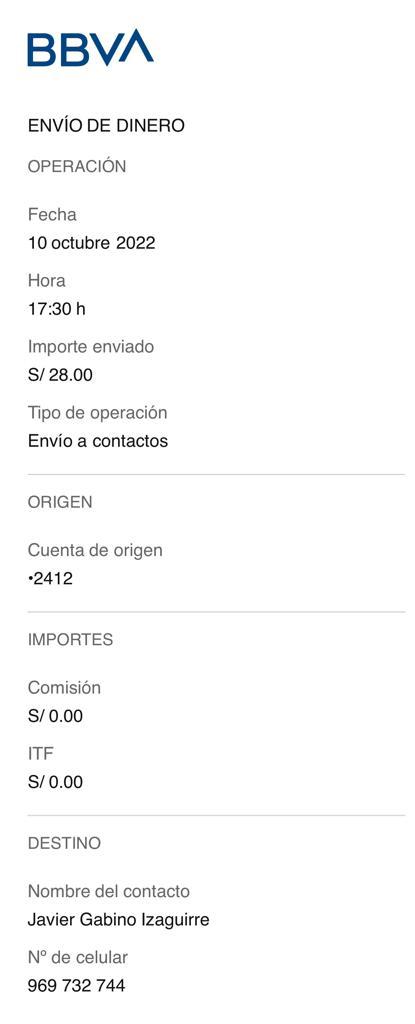 BBVA
ENVÍO DE DINERO
OPERACIÓN
Fecha
10 octubre 2022
Hora
17:30 h
Importe enviado
S/ 28.00
Tipo de operación
Envío a contactos
ORIGEN
Cuenta de origen
•2412
IMPORTES
Comisión
S/ 0.00
ITF
S/ 0.00
DESTINO
Nombre del contacto
Javier Gabino Izaguirre
Nº de celular
969 732 744